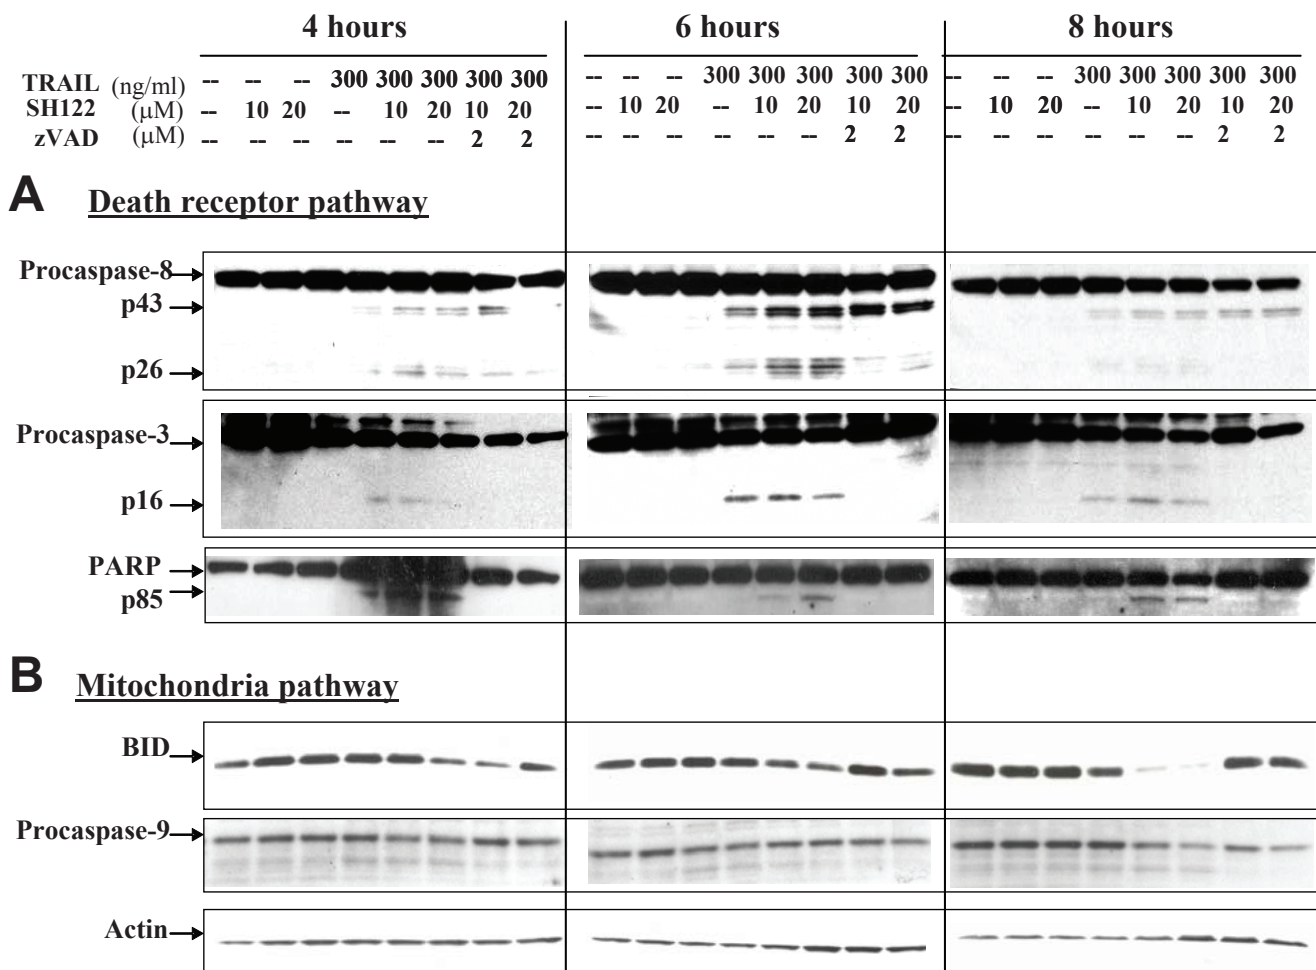 4 hours 6 hours 8 hours
TRAIL (ng/ml) -- -- -- 300 300 300 300 300 -- -- -- 300 300 300 300 300 -- -- -- 300 300 300 300 300
SH122 (μM) -- 10 20 -- 10 20 10 20 -- 10 20 -- 10 20 10 20 -- 10 20 -- 10 20 10 20
zVAD (μM) -- -- -- -- -- -- 2 2 -- -- -- -- -- -- 2 2 -- -- -- -- -- -- 2 2
A Death receptor pathway
Procaspase-8
p43
p26
Procaspase-3
p16
PARP
p85
B Mitochondria pathway
BID
Procaspase-9
Actin